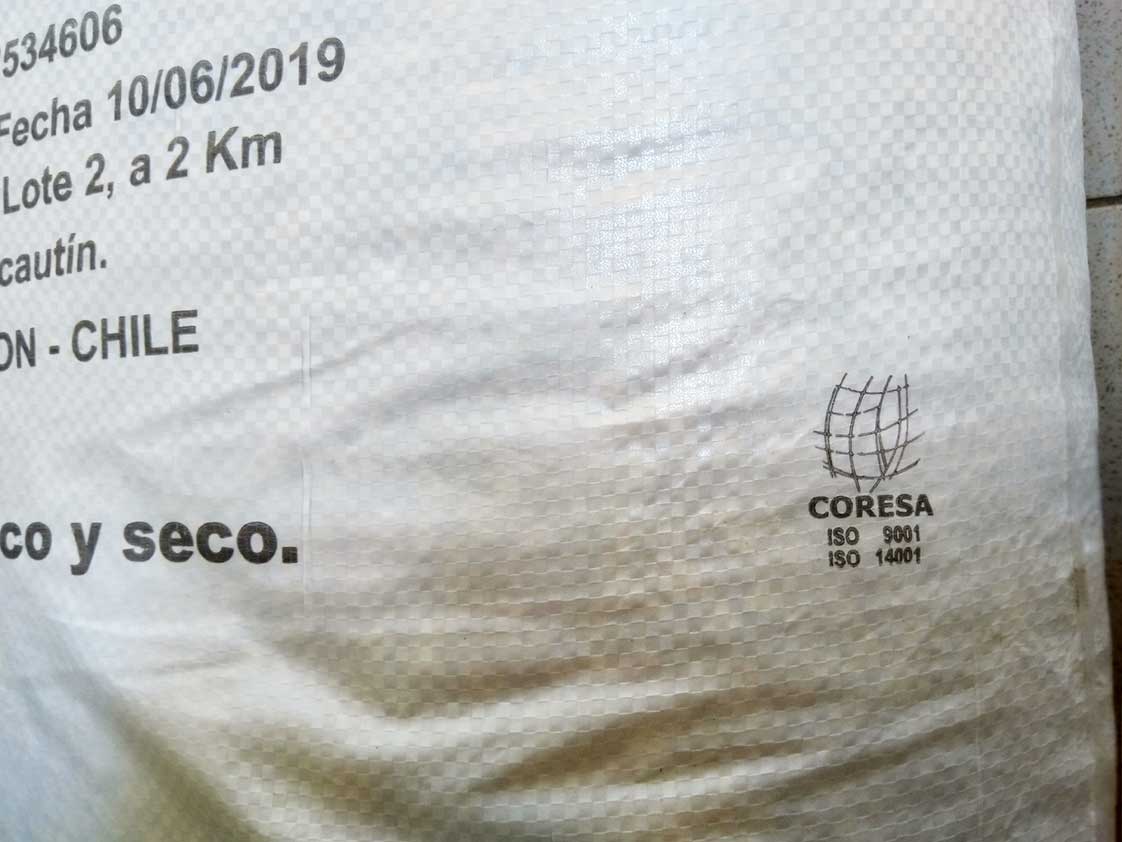 534606
Fecha 10/06/2019
Lote 2, a 2 Km
cautín.
ON - CHILE
co y seco.
CORESA
ISO 9001
ISO 14001